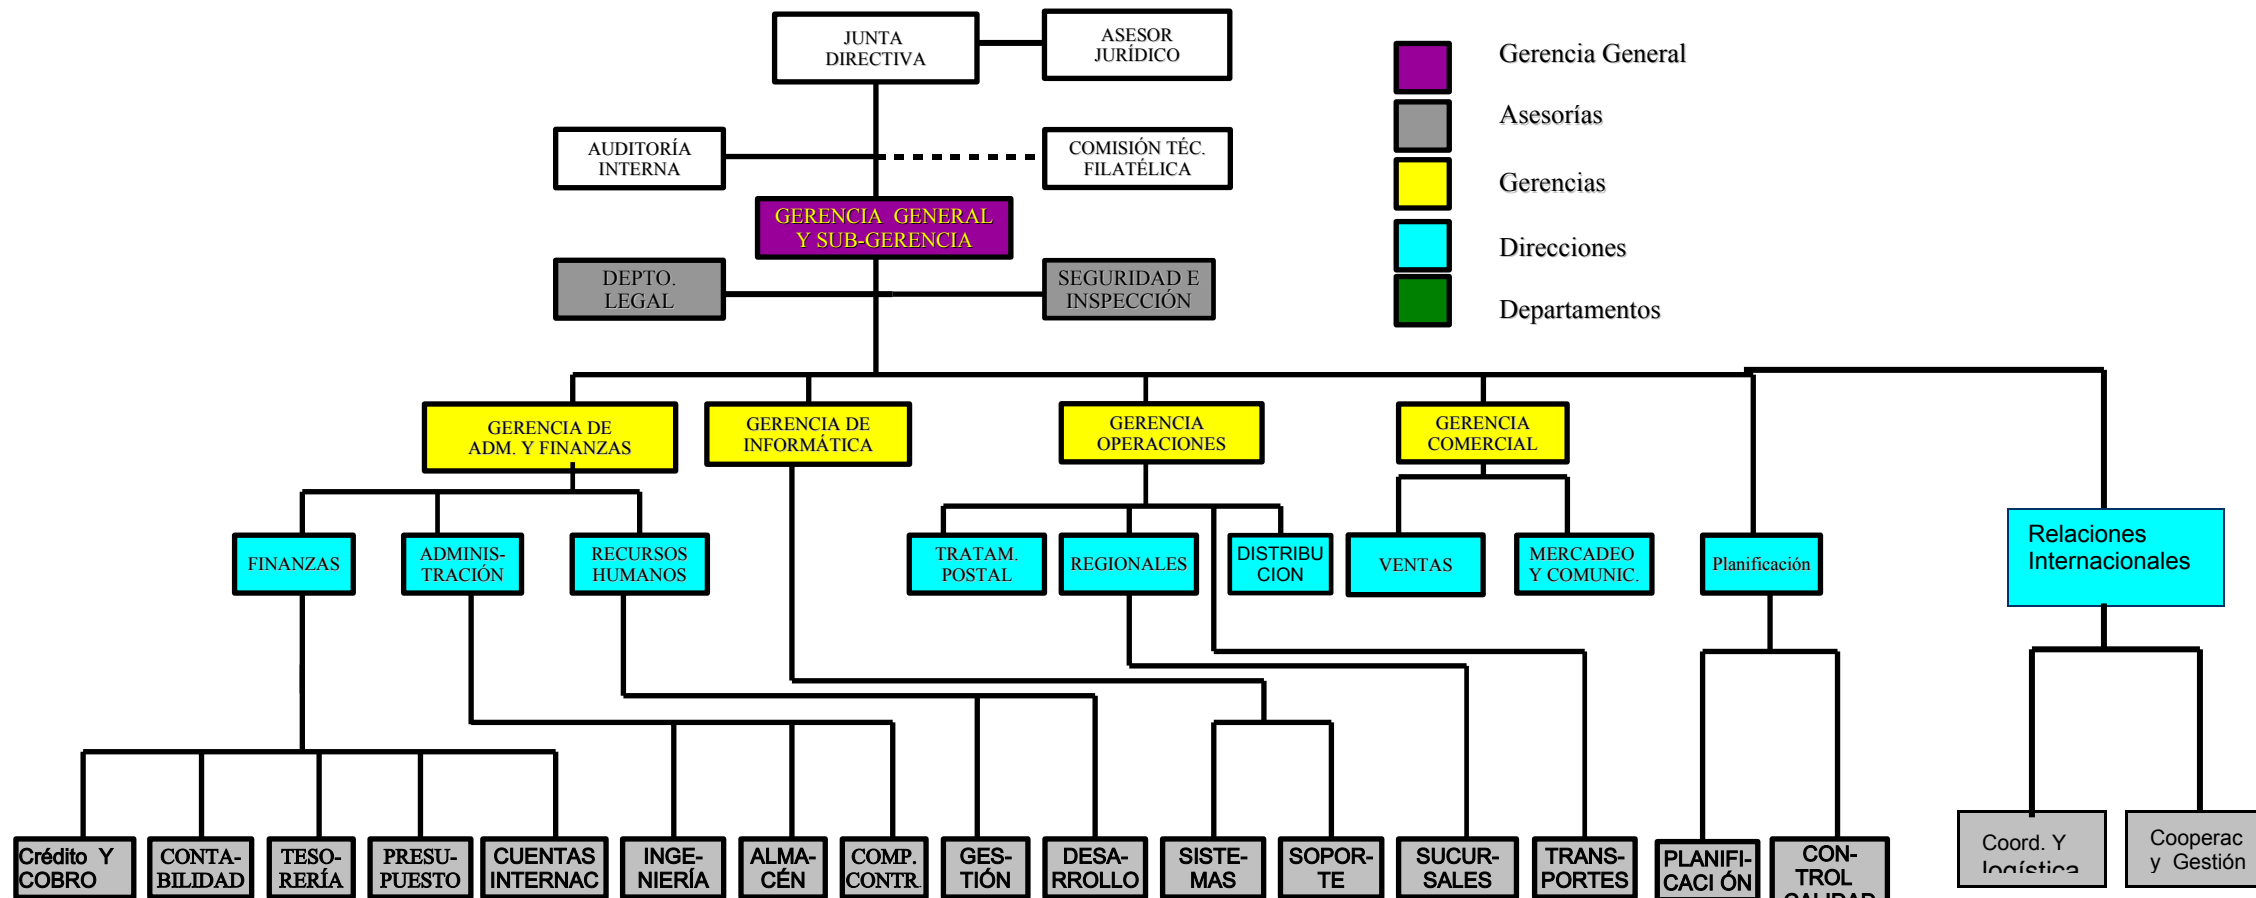 JUNTA
DIRECTIVA
ASESOR
JURÍDICO
Gerencia General
Asesorías
AUDITORÍA
INTERNA
COMISIÓN TÉC.
FILATÉLICA
Gerencias
GERENCIA GENERAL
Y SUB-GERENCIA
Direcciones
DEPTO.
LEGAL
SEGURIDAD E
INSPECCIÓN
Departamentos
GERENCIA DE
ADM. Y FINANZAS
GERENCIA DE
INFORMÁTICA
GERENCIA
OPERACIONES
GERENCIA
COMERCIAL
FINANZAS
ADMINIS-
TRACIÓN
RECURSOS
HUMANOS
TRATAM.
POSTAL
REGIONALES
DISTRIBU
CION
VENTAS
MERCADEO
Y COMUNIC.
Planificación
Relaciones
Internacionales
Crédito Y
COBRO
CONTA-
BILIDAD
TESO-
RERÍA
PRESU-
PUESTO
CUENTAS
INTERNAC
INGE-
NIERÍA
ALMA-
CÉN
COMP.
CONTR.
GES-
TIÓN
DESA-
RROLLO
SISTE-
MAS
SOPOR-
TE
SUCUR-
SALES
TRANS-
PORTES
PLANIFI-
CACI ÓN
CON-
TROL
CALIDAD
Coord. Y
logística
Cooperac
y Gestión